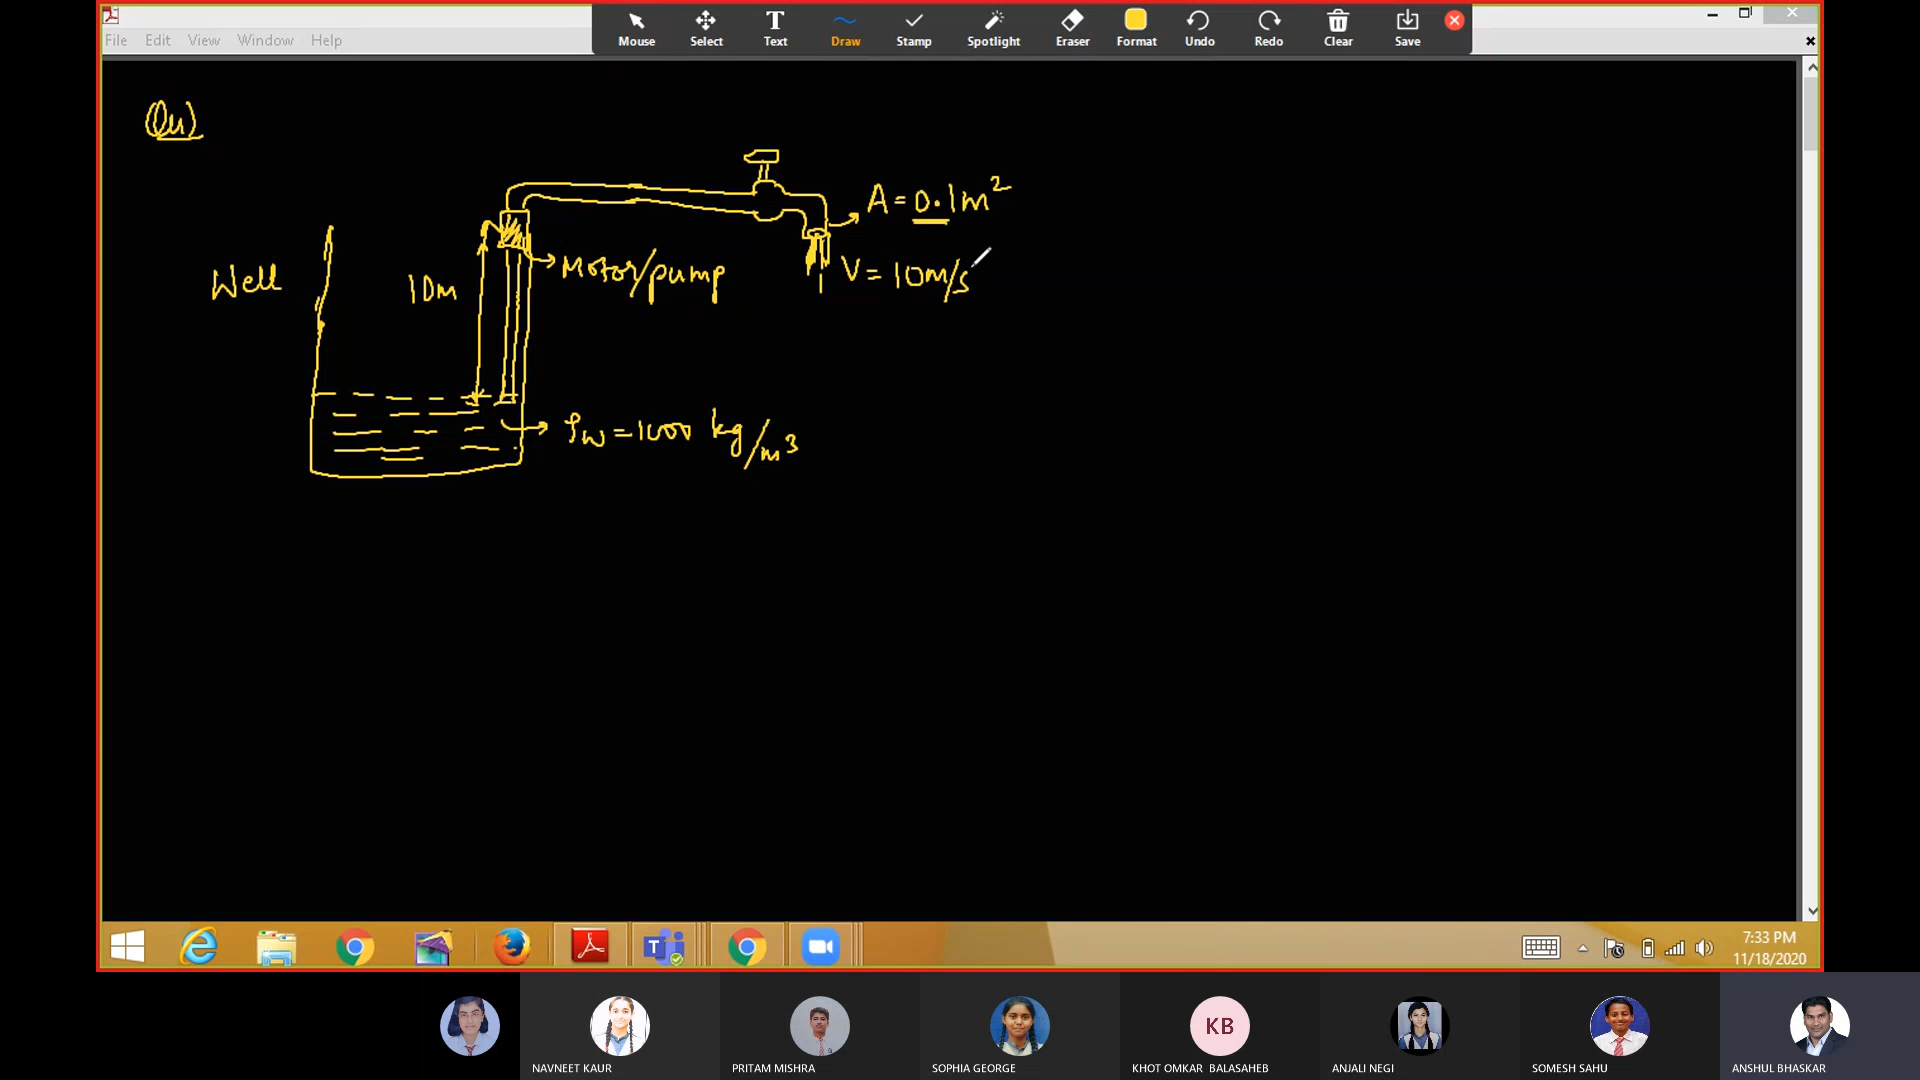 File Edit View Window Help
Mouse Select Text Draw Stamp Spotlight Eraser Format Undo Redo Clear Save
Qu)
A = 0.1m²
Well
10m
Motor/pump
V = 10m/s
ρw = 1000 kg/m³
7:33 PM
11/18/2020
KB
NAVNEET KAUR
PRITAM MISHRA
SOPHIA GEORGE
KHOT OMKAR BALASAHEB
ANJALI NEGI
SOMESH SAHU
ANSHUL BHASKAR